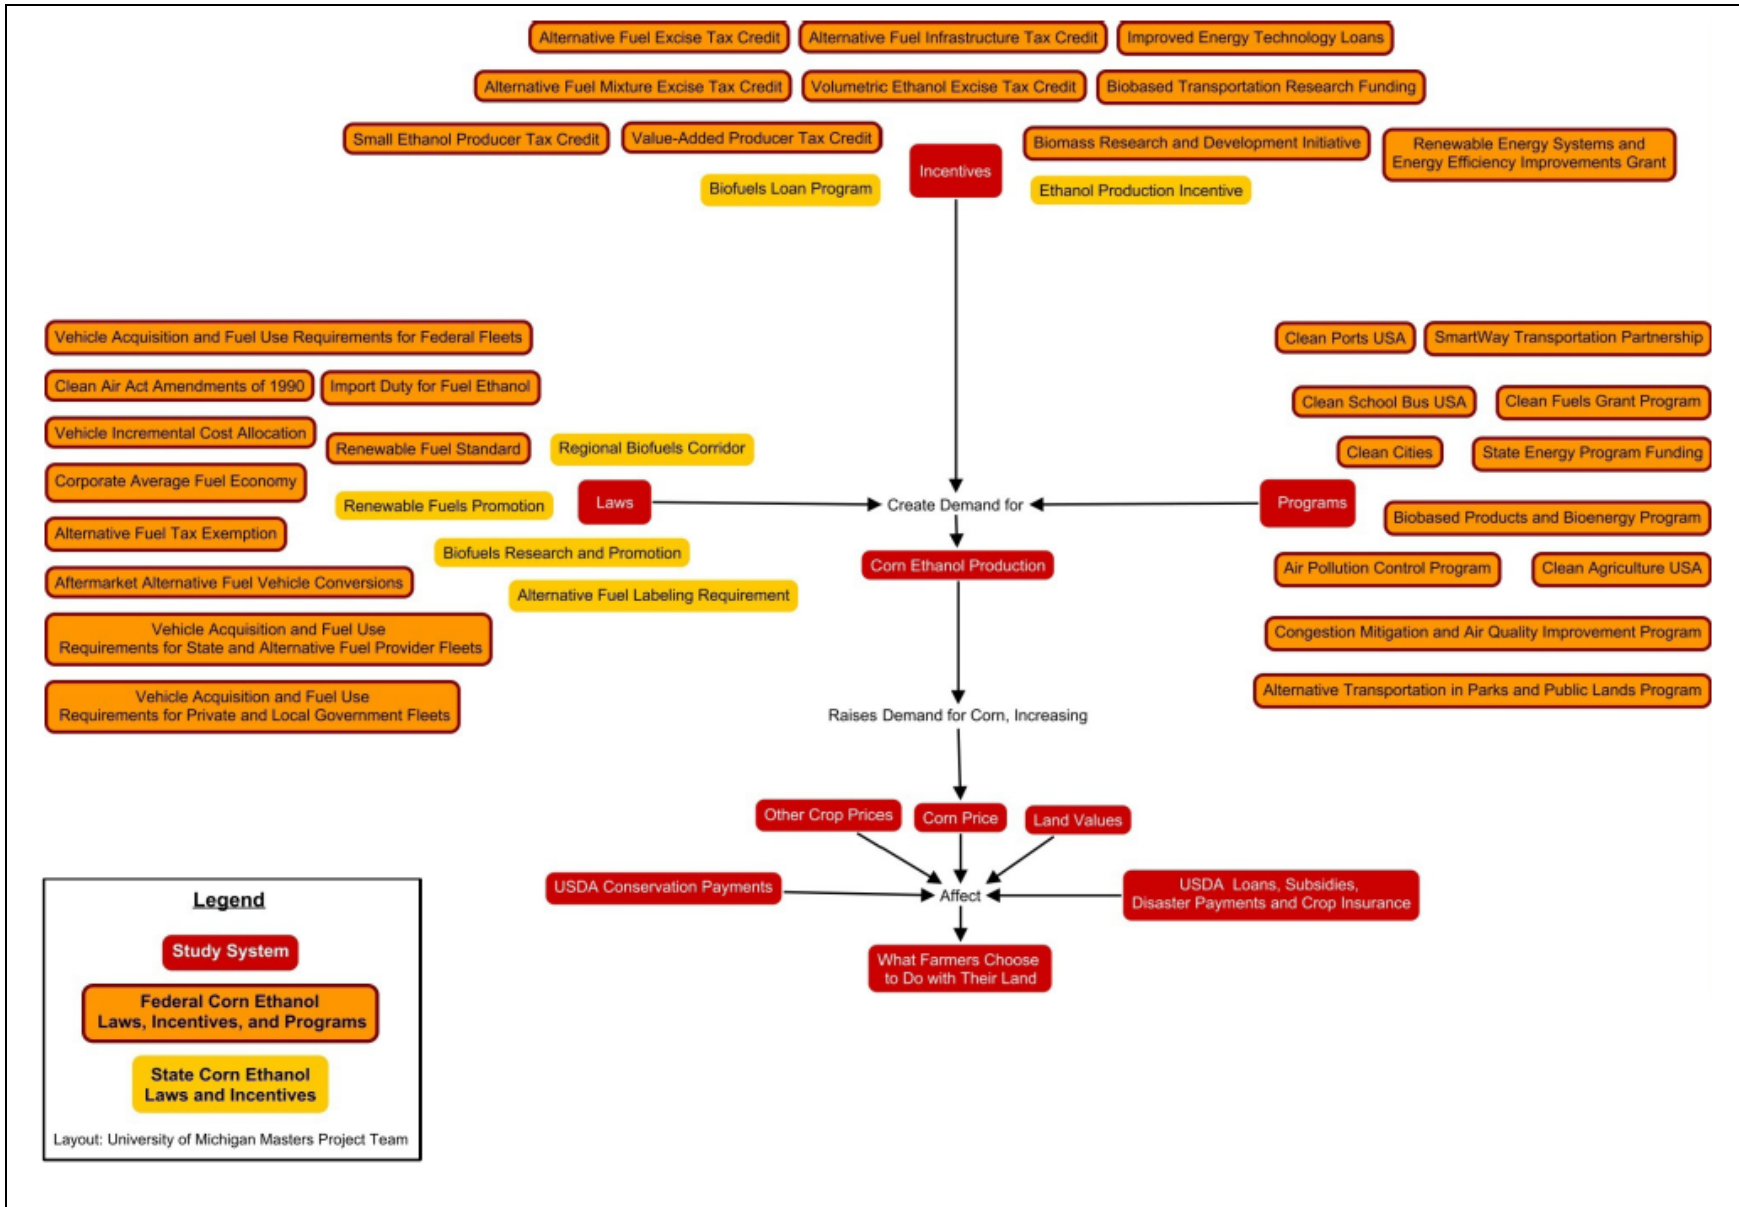 Alternative Fuel Excise Tax Credit
Alternative Fuel Infrastructure Tax Credit
Improved Energy Technology Loans
Alternative Fuel Mixture Excise Tax Credit
Volumetric Ethanol Excise Tax Credit
Biobased Transportation Research Funding
Small Ethanol Producer Tax Credit
Value-Added Producer Tax Credit
Incentives
Biomass Research and Development Initiative
Renewable Energy Systems and
Energy Efficiency Improvements Grant
Biofuels Loan Program
Ethanol Production Incentive
Vehicle Acquisition and Fuel Use Requirements for Federal Fleets
Clean Air Act Amendments of 1990
Import Duty for Fuel Ethanol
Vehicle Incremental Cost Allocation
Renewable Fuel Standard
Regional Biofuels Corridor
Corporate Average Fuel Economy
Renewable Fuels Promotion
Laws
Alternative Fuel Tax Exemption
Biofuels Research and Promotion
Aftermarket Alternative Fuel Vehicle Conversions
Alternative Fuel Labeling Requirement
Vehicle Acquisition and Fuel Use
Requirements for State and Alternative Fuel Provider Fleets
Vehicle Acquisition and Fuel Use
Requirements for Private and Local Government Fleets
Create Demand for
Corn Ethanol Production
Clean Ports USA
SmartWay Transportation Partnership
Clean School Bus USA
Clean Fuels Grant Program
Clean Cities
State Energy Program Funding
Programs
Biobased Products and Bioenergy Program
Air Pollution Control Program
Clean Agriculture USA
Congestion Mitigation and Air Quality Improvement Program
Alternative Transportation in Parks and Public Lands Program
Raises Demand for Corn, Increasing
Other Crop Prices
Corn Price
Land Values
USDA Conservation Payments
Affect
USDA Loans, Subsidies,
Disaster Payments and Crop Insurance
What Farmers Choose
to Do with Their Land
Legend
Study System
Federal Corn Ethanol
Laws, Incentives, and Programs
State Corn Ethanol
Laws and Incentives
Layout: University of Michigan Masters Project Team